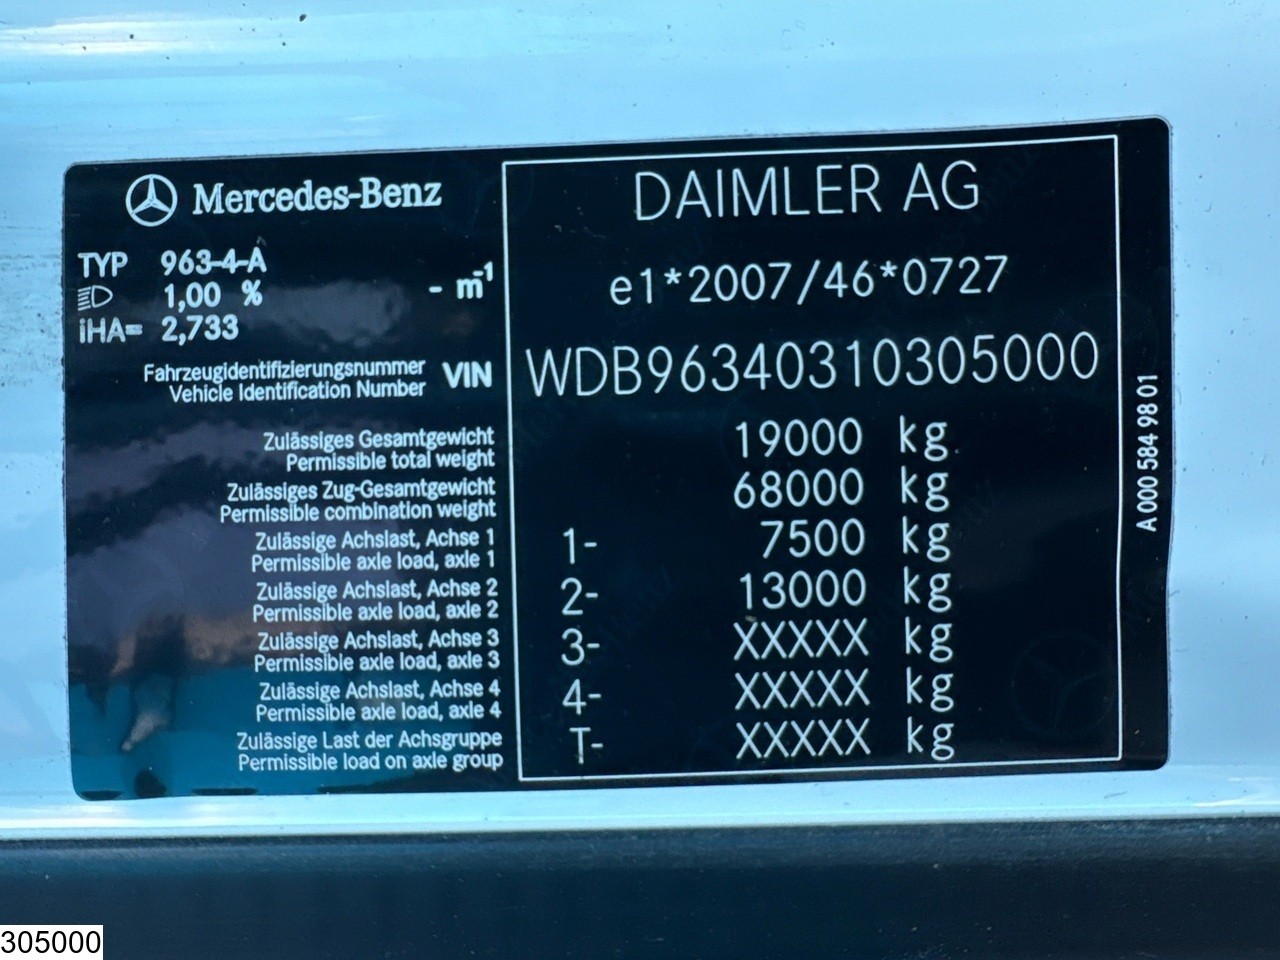 Mercedes-Benz
TYP 963-4-A
1,00 % - m-1
iHA= 2,733
DAIMLER AG
e1*2007/46*0727
Fahrzeugidentifizierungsnummer
Vehicle Identification Number VIN WDB96340310305000
Zulässiges Gesamtgewicht
Permissible total weight 19000 kg
Zulässiges Zug-Gesamtgewicht
Permissible combination weight 68000 kg
Zulässige Achslast, Achse 1
Permissible axle load, axle 1 1- 7500 kg
Zulässige Achslast, Achse 2
Permissible axle load, axle 2 2- 13000 kg
Zulässige Achslast, Achse 3
Permissible axle load, axle 3 3- XXXXX kg
Zulässige Achslast, Achse 4
Permissible axle load, axle 4 4- XXXXX kg
Zulässige Last der Achsgruppe
Permissible load on axle group T- XXXXX kg
A 000 584 98 01
305000